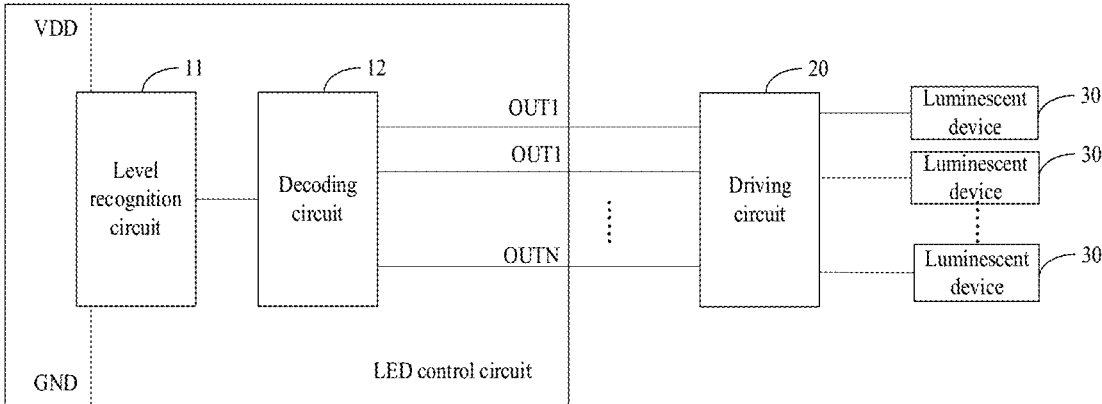 VDD
11
12
20
30
Luminescent
device
OUT1
OUT1
30
Luminescent
device
Level
recognition
circuit
Decoding
circuit
Driving
circuit
OUTN
30
Luminescent
device
GND
LED control circuit